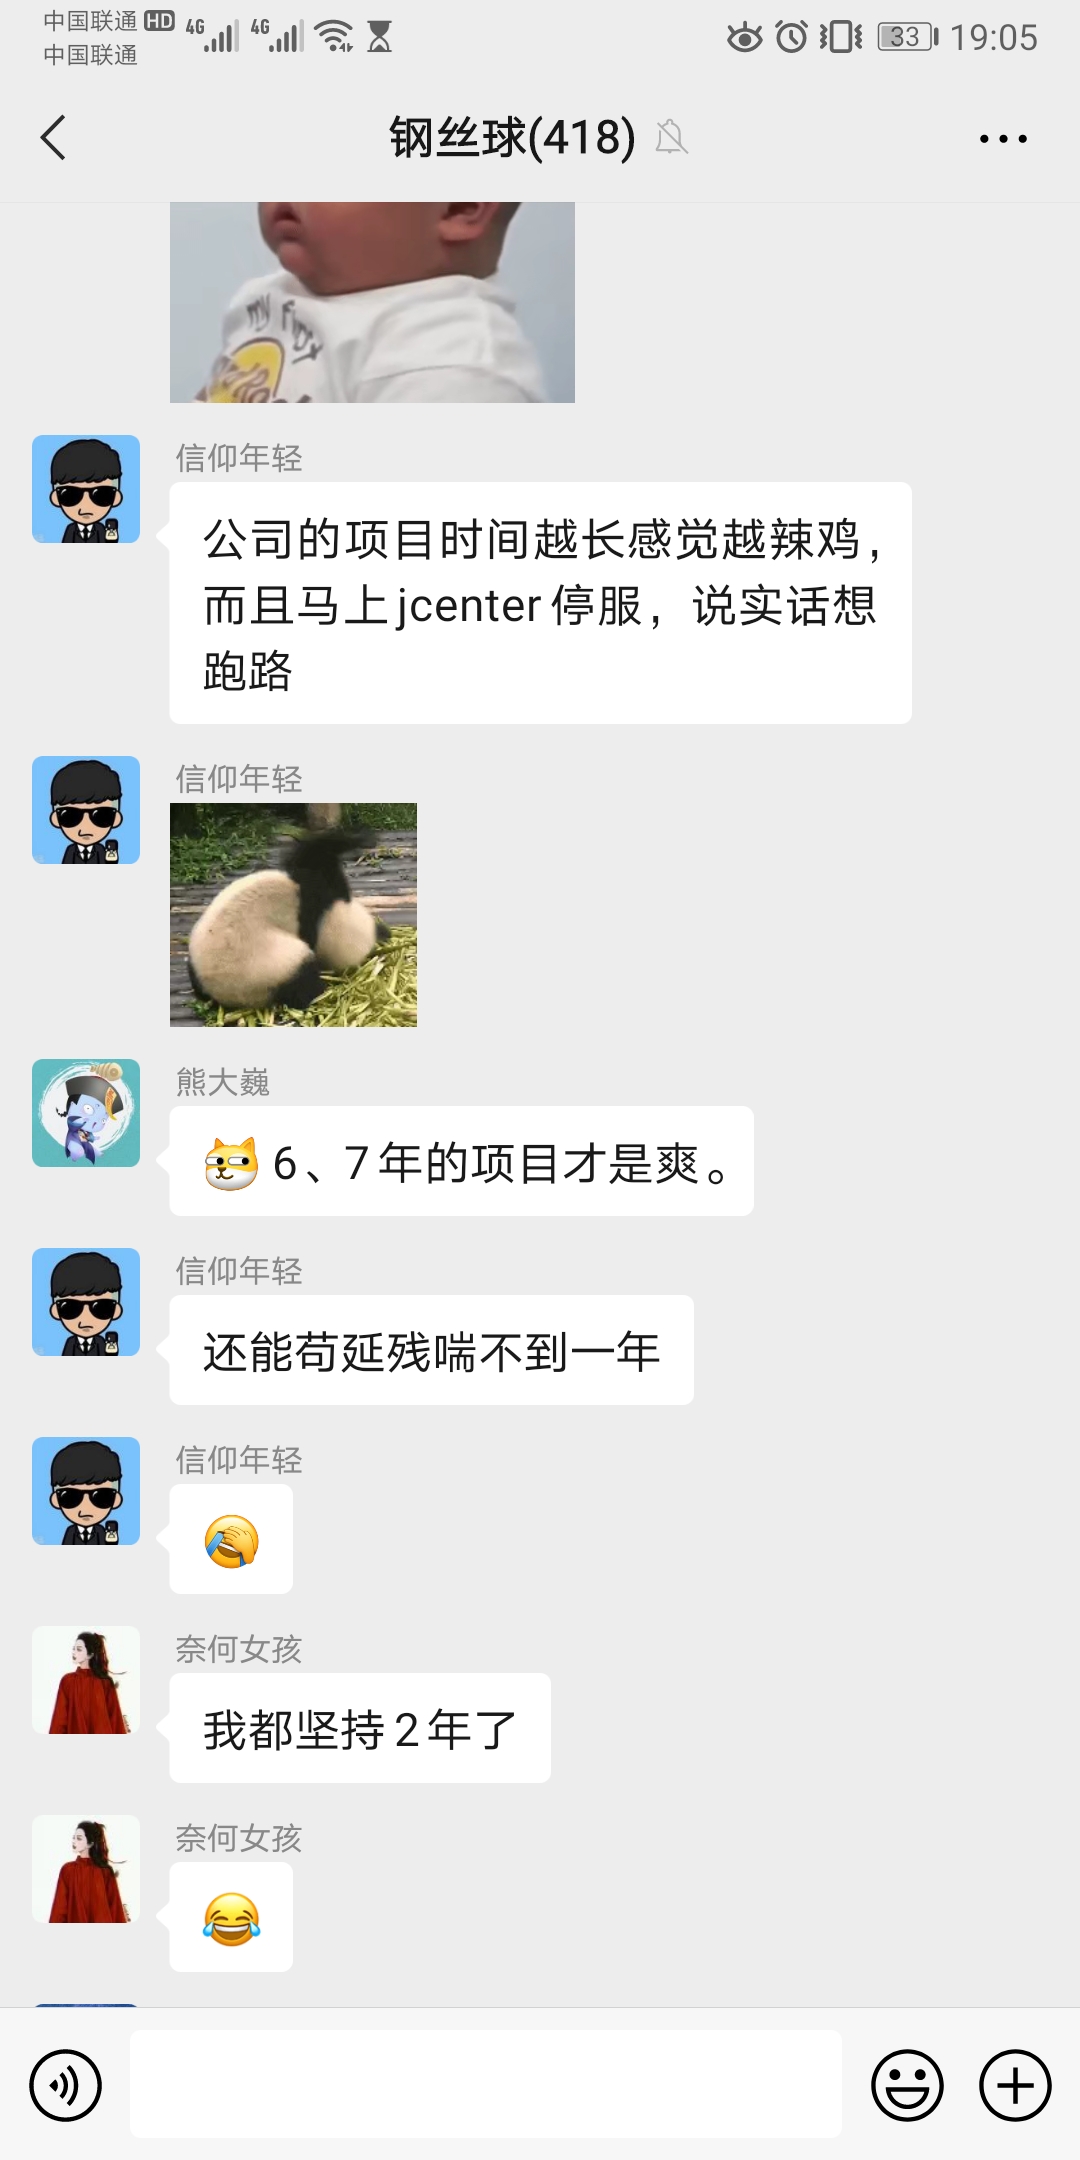 中国联通 HD 4G 4G 33 19:05
中国联通
钢丝球(418)
my First
信仰年轻
公司的项目时间越长感觉越辣鸡,
而且马上jcenter停服，说实话想
跑路
信仰年轻
熊大巍
6、7年的项目才是爽。
信仰年轻
还能苟延残喘不到一年
信仰年轻
奈何女孩
我都坚持2年了
奈何女孩